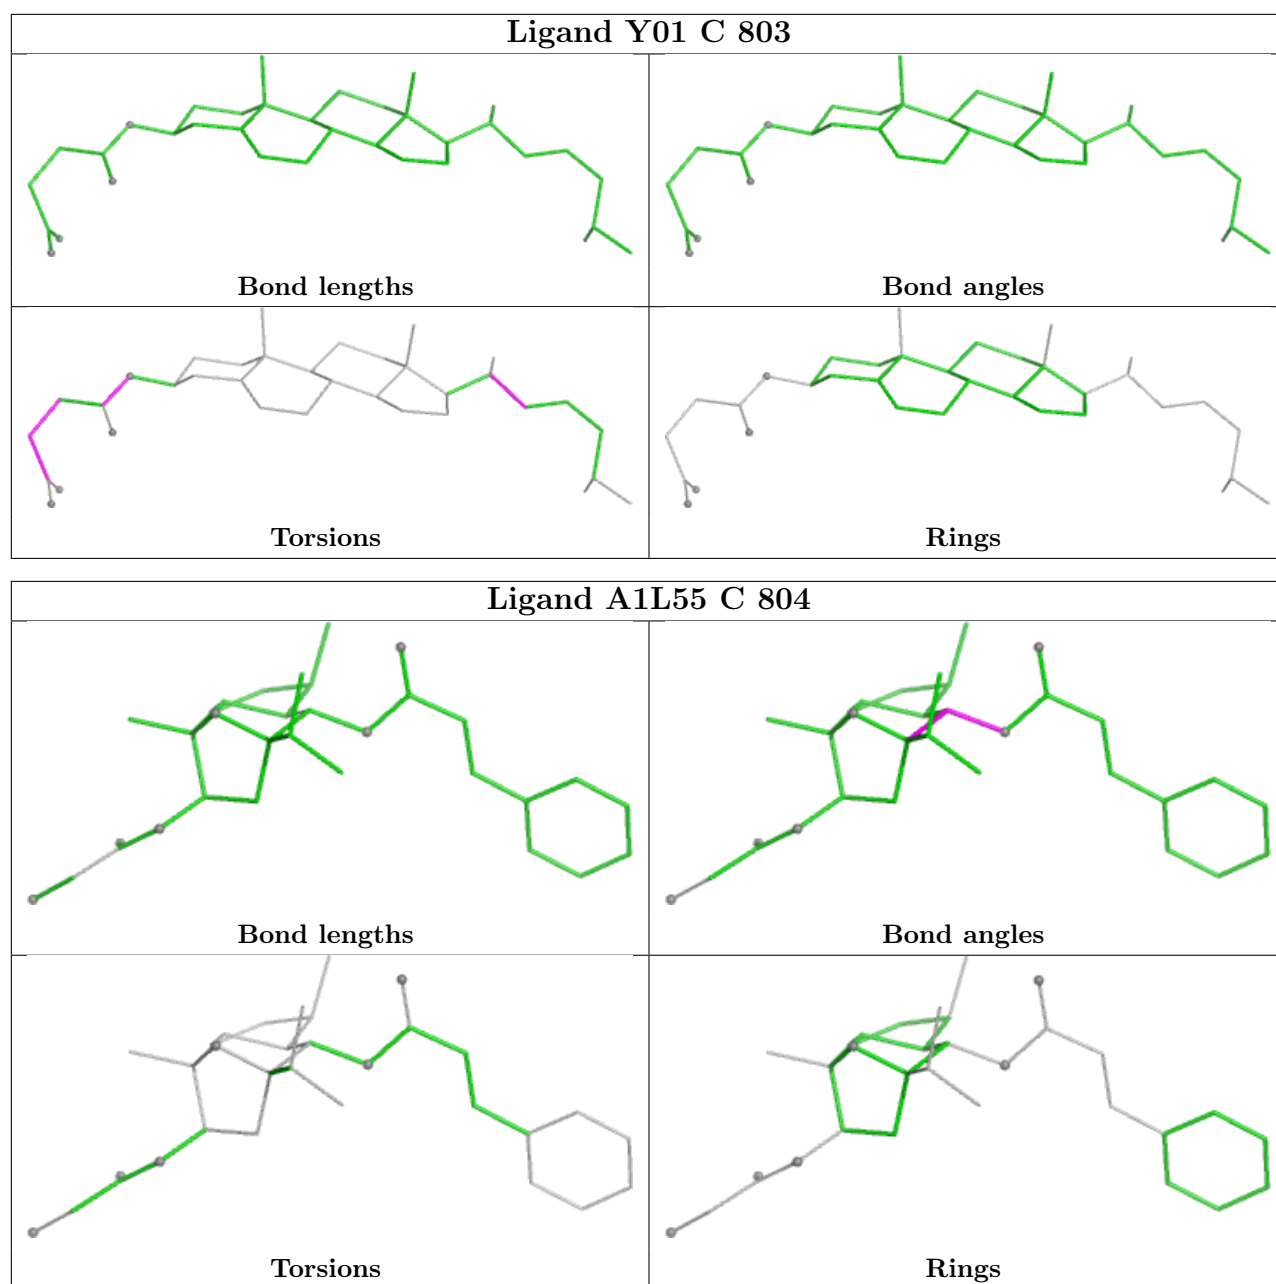 Ligand Y01 C 803
Bond lengths
Bond angles
Torsions
Rings
Ligand A1L55 C 804
Bond lengths
Bond angles
Torsions
Rings